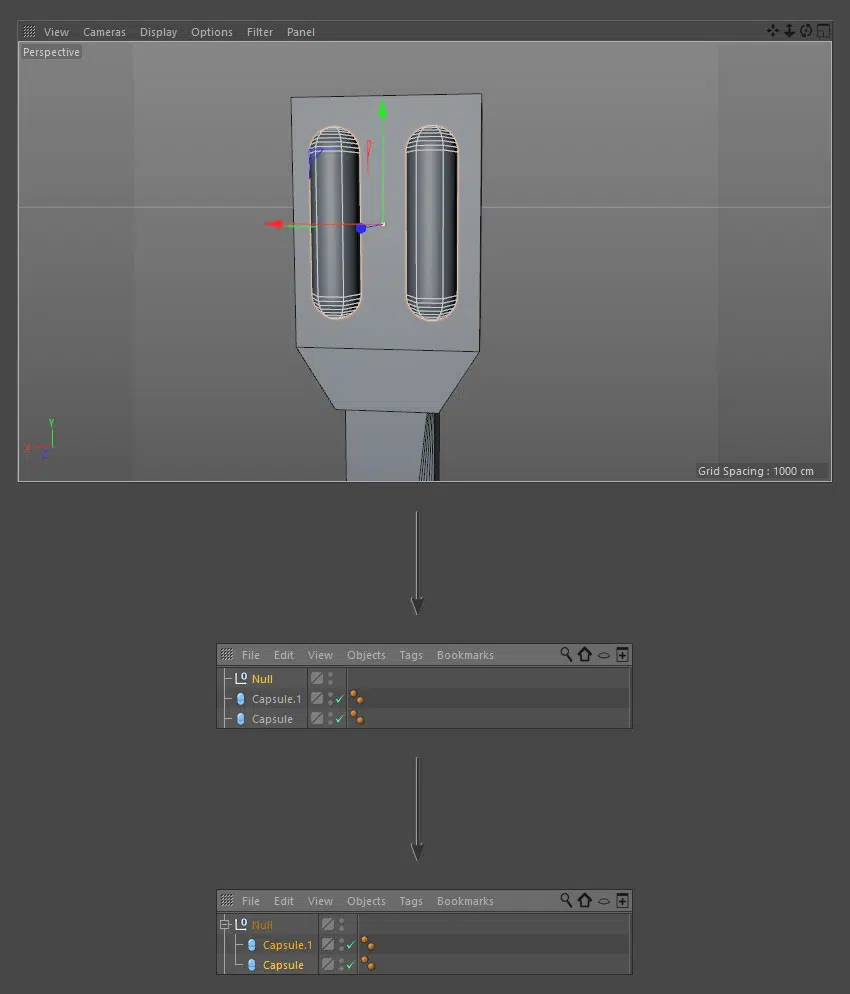 View Cameras Display Options Filter Panel
Perspective
Y
X
Z
Grid Spacing : 1000 cm
File Edit View Objects Tags Bookmarks
Null
Capsule.1
Capsule
File Edit View Objects Tags Bookmarks
Null
Capsule.1
Capsule